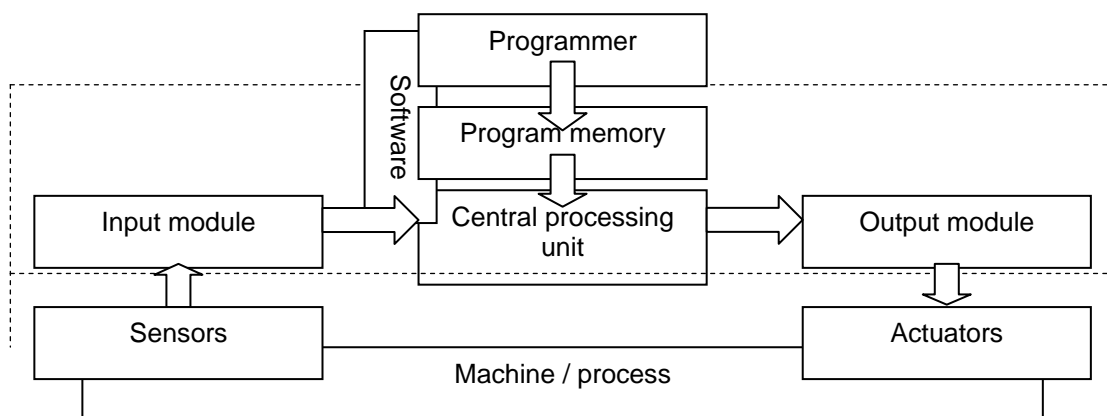 Programmer
Software
Program memory
Input module
Central processing
unit
Output module
Sensors
Actuators
Machine / process